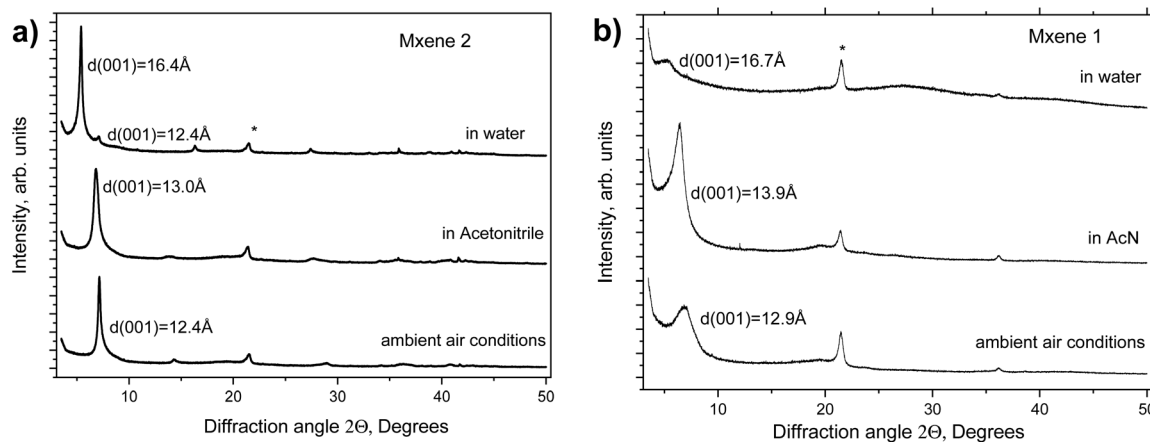 a)
Mxene 2
d(001)=16.4Å
d(001)=12.4Å
*
in water
d(001)=13.0Å
in Acetonitrile
d(001)=12.4Å
ambient air conditions
Intensity, arb. units
10 20 30 40 50
Diffraction angle 2Θ, Degrees
b)
Mxene 1
d(001)=16.7Å
*
in water
d(001)=13.9Å
in AcN
d(001)=12.9Å
ambient air conditions
Intensity, arb. units
10 20 30 40 50
Diffraction angle 2Θ, Degrees